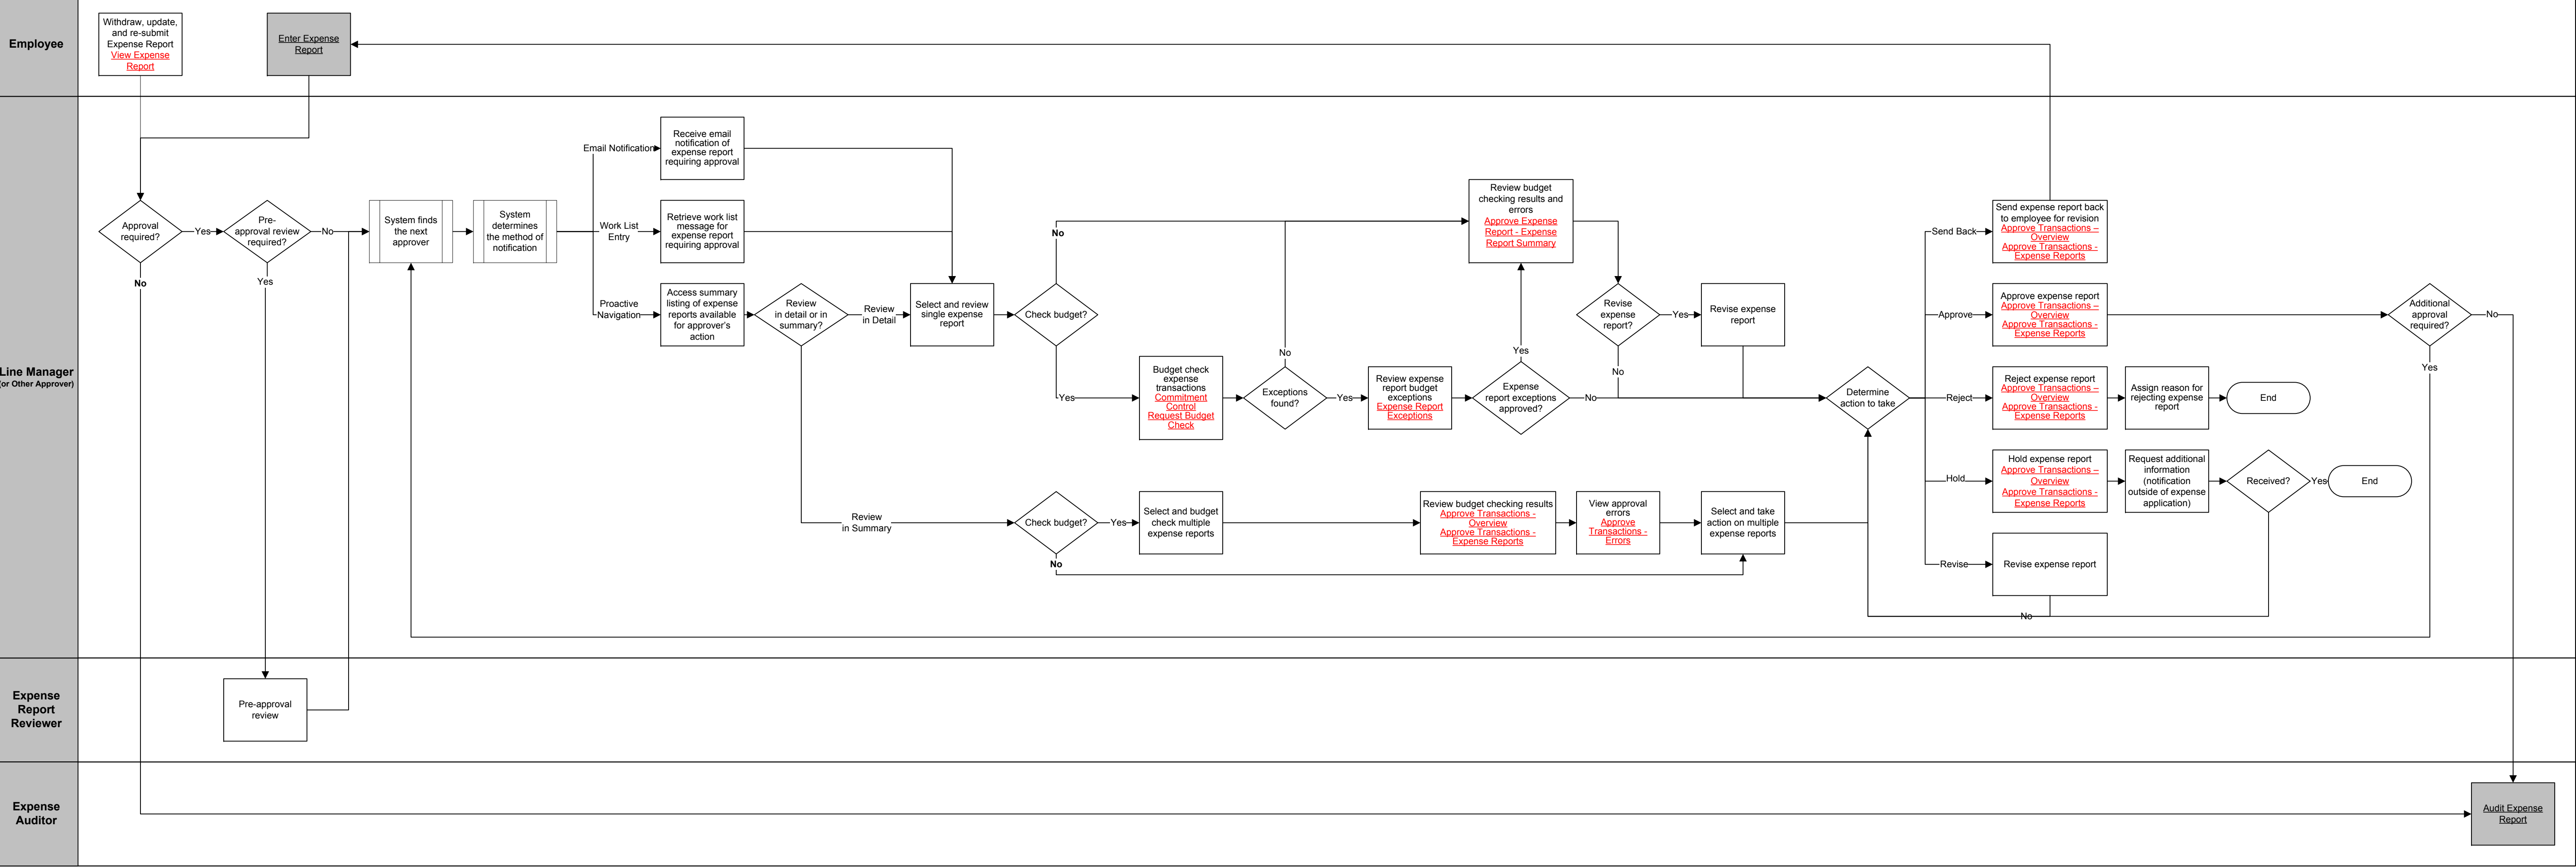 Employee
Withdraw, update,
and re-submit
Expense Report
View Expense
Report
Enter Expense
Report
Line Manager
(or Other Approver)
Approval
required?
Yes
No
Pre-
approval review
required?
No
Yes
System finds
the next
approver
System
determines
the method of
notification
Email Notification
Receive email
notification of
expense report
requiring approval
Work List
Entry
Retrieve work list
message for
expense report
requiring approval
Proactive
Navigation
Access summary
listing of expense
reports available
for approver's
action
Review
in detail or in
summary?
Review
in Detail
Review
in Summary
Select and review
single expense
report
Check budget?
No
Yes
Budget check
expense
transactions
Commitment
Control
Request Budget
Check
Exceptions
found?
No
Yes
Review expense
report budget
exceptions
Expense Report
Exceptions
Expense
report exceptions
approved?
Yes
No
Review budget
checking results and
errors
Approve Expense
Report - Expense
Report Summary
Revise
expense
report?
Yes
No
Revise expense
report
Check budget?
Yes
No
Select and budget
check multiple
expense reports
Review budget checking results
Approve Transactions -
Overview
Approve Transactions -
Expense Reports
View approval
errors
Approve
Transactions -
Errors
Select and take
action on multiple
expense reports
Determine
action to take
Send Back
Send expense report back
to employee for revision
Approve Transactions –
Overview
Approve Transactions -
Expense Reports
Approve
Approve expense report
Approve Transactions –
Overview
Approve Transactions -
Expense Reports
Additional
approval
required?
No
Yes
Reject
Reject expense report
Approve Transactions –
Overview
Approve Transactions -
Expense Reports
Assign reason for
rejecting expense
report
End
Hold
Hold expense report
Approve Transactions –
Overview
Approve Transactions -
Expense Reports
Request additional
information
(notification
outside of expense
application)
Received?
Yes
End
Revise
Revise expense report
No
Expense
Report
Reviewer
Pre-approval
review
Expense
Auditor
Audit Expense
Report